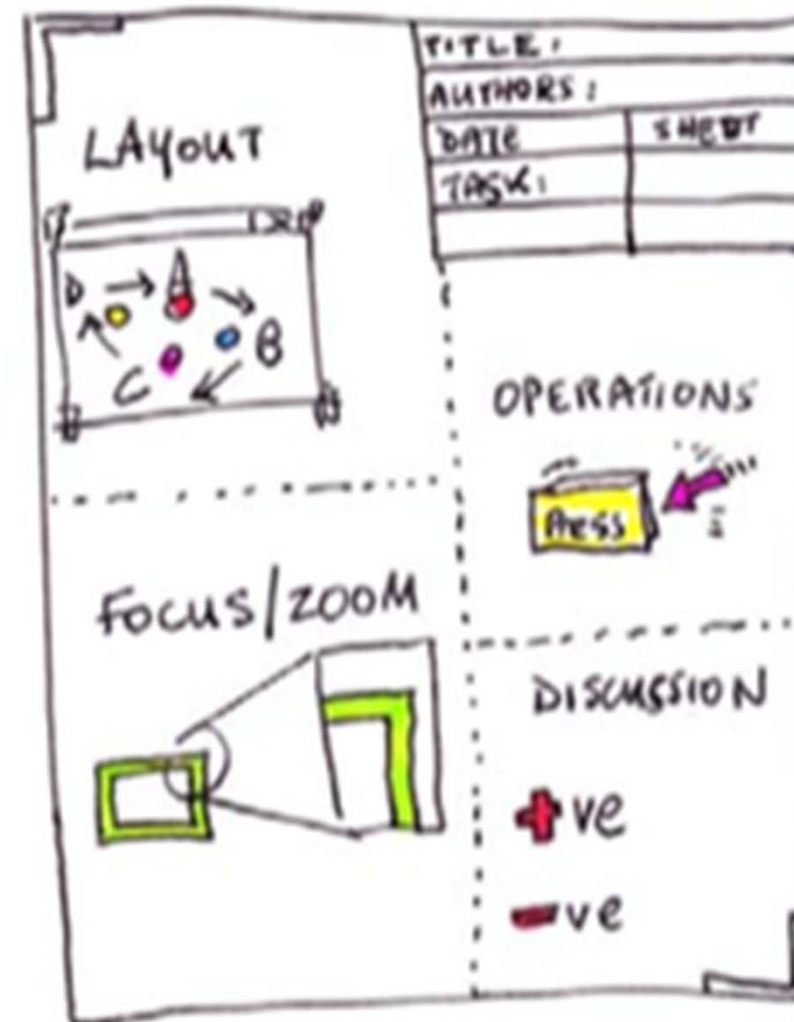 TITLE:
AUTHORS:
DATE SHEET
TASK:
LAYOUT
D A
B
C
OPERATIONS
Press
FOCUS/ZOOM
DISCUSSION
+ve
-ve